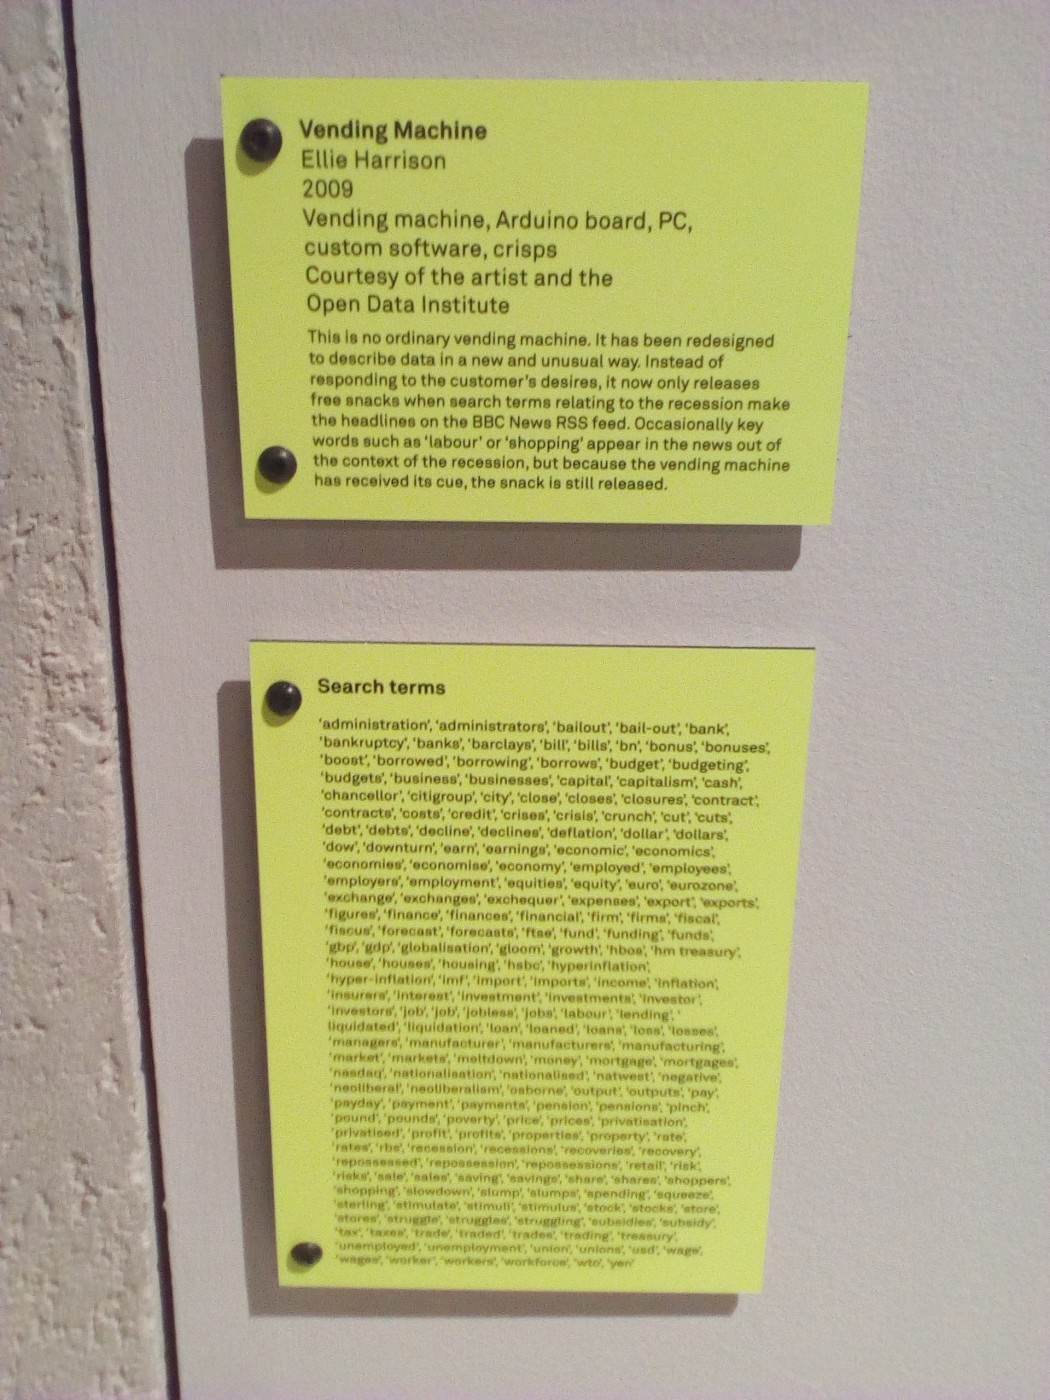 Vending Machine
Ellie Harrison
2009
Vending machine, Arduino board, PC,
custom software, crisps
Courtesy of the artist and the
Open Data Institute
This is no ordinary vending machine. It has been redesigned
to describe data in a new and unusual way. Instead of
responding to the customer's desires, it now only releases
free snacks when search terms relating to the recession make
the headlines on the BBC News RSS feed. Occasionally key
words such as 'labour' or 'shopping' appear in the news out of
the context of the recession, but because the vending machine
has received its cue, the snack is still released.
Search terms
'administration', 'administrators', 'bailout', 'bail-out', 'bank',
'bankruptcy', 'banks', 'barclays', 'bill', 'bills', 'bn', 'bonus', 'bonuses',
'boost', 'borrowed', 'borrowing', 'borrows', 'budget', 'budgeting',
'budgets', 'business', 'businesses', 'capital', 'capitalism', 'cash',
'chancellor', 'citigroup', 'city', 'close', 'closes', 'closures', 'contract',
'contracts', 'costs', 'credit', 'crises', 'crisis', 'crunch', 'cut', 'cuts',
'debt', 'debts', 'decline', 'declines', 'deflation', 'dollar', 'dollars',
'dow', 'downturn', 'earn', 'earnings', 'economic', 'economics',
'economies', 'economise', 'economy', 'employed', 'employees',
'employers', 'employment', 'equities', 'equity', 'euro', 'eurozone',
'exchange', 'exchanges', 'exchequer', 'expenses', 'export', 'exports',
'figures', 'finance', 'finances', 'financial', 'firm', 'firms', 'fiscal',
'fiscus', 'forecast', 'forecasts', 'ftse', 'fund', 'funding', 'funds',
'gbp', 'gdp', 'globalisation', 'gloom', 'growth', 'hbos', 'hm treasury',
'house', 'houses', 'housing', 'hsbc', 'hyperinflation',
'hyper-inflation', 'imf', 'import', 'imports', 'income', 'inflation',
'insurers', 'interest', 'investment', 'investments', 'investor',
'investors', 'job', 'job', 'jobless', 'jobs', 'labour', 'lending', '
liquidated', 'liquidation', 'loan', 'loaned', 'loans', 'loss', 'losses',
'managers', 'manufacturer', 'manufacturers', 'manufacturing',
'market', 'markets', 'meltdown', 'money', 'mortgage', 'mortgages',
'nasdaq', 'nationalisation', 'nationalised', 'natwest', 'negative',
'neoliberal', 'neoliberalism', 'osborne', 'output', 'outputs', 'pay',
'payday', 'payment', 'payments', 'pension', 'pensions', 'pinch',
'pound', 'pounds', 'poverty', 'price', 'prices', 'privatisation',
'privatised', 'profit', 'profits', 'properties', 'property', 'rate',
'rates', 'rbs', 'recession', 'recessions', 'recoveries', 'recovery',
'repossessed', 'repossession', 'repossessions', 'retail', 'risk',
'risks', 'sale', 'sales', 'saving', 'savings', 'share', 'shares', 'shoppers',
'shopping', 'slowdown', 'slump', 'slumps', 'spending', 'squeeze',
'sterling', 'stimulate', 'stimuli', 'stimulus', 'stock', 'stocks', 'store',
'stores', 'struggle', 'struggles', 'struggling', 'subsidies', 'subsidy',
'tax', 'taxes', 'trade', 'traded', 'trades', 'trading', 'treasury',
'unemployed', 'unemployment', 'union', 'unions', 'usd', 'wage',
'wages', 'worker', 'workers', 'workforce', 'wto', 'yen'